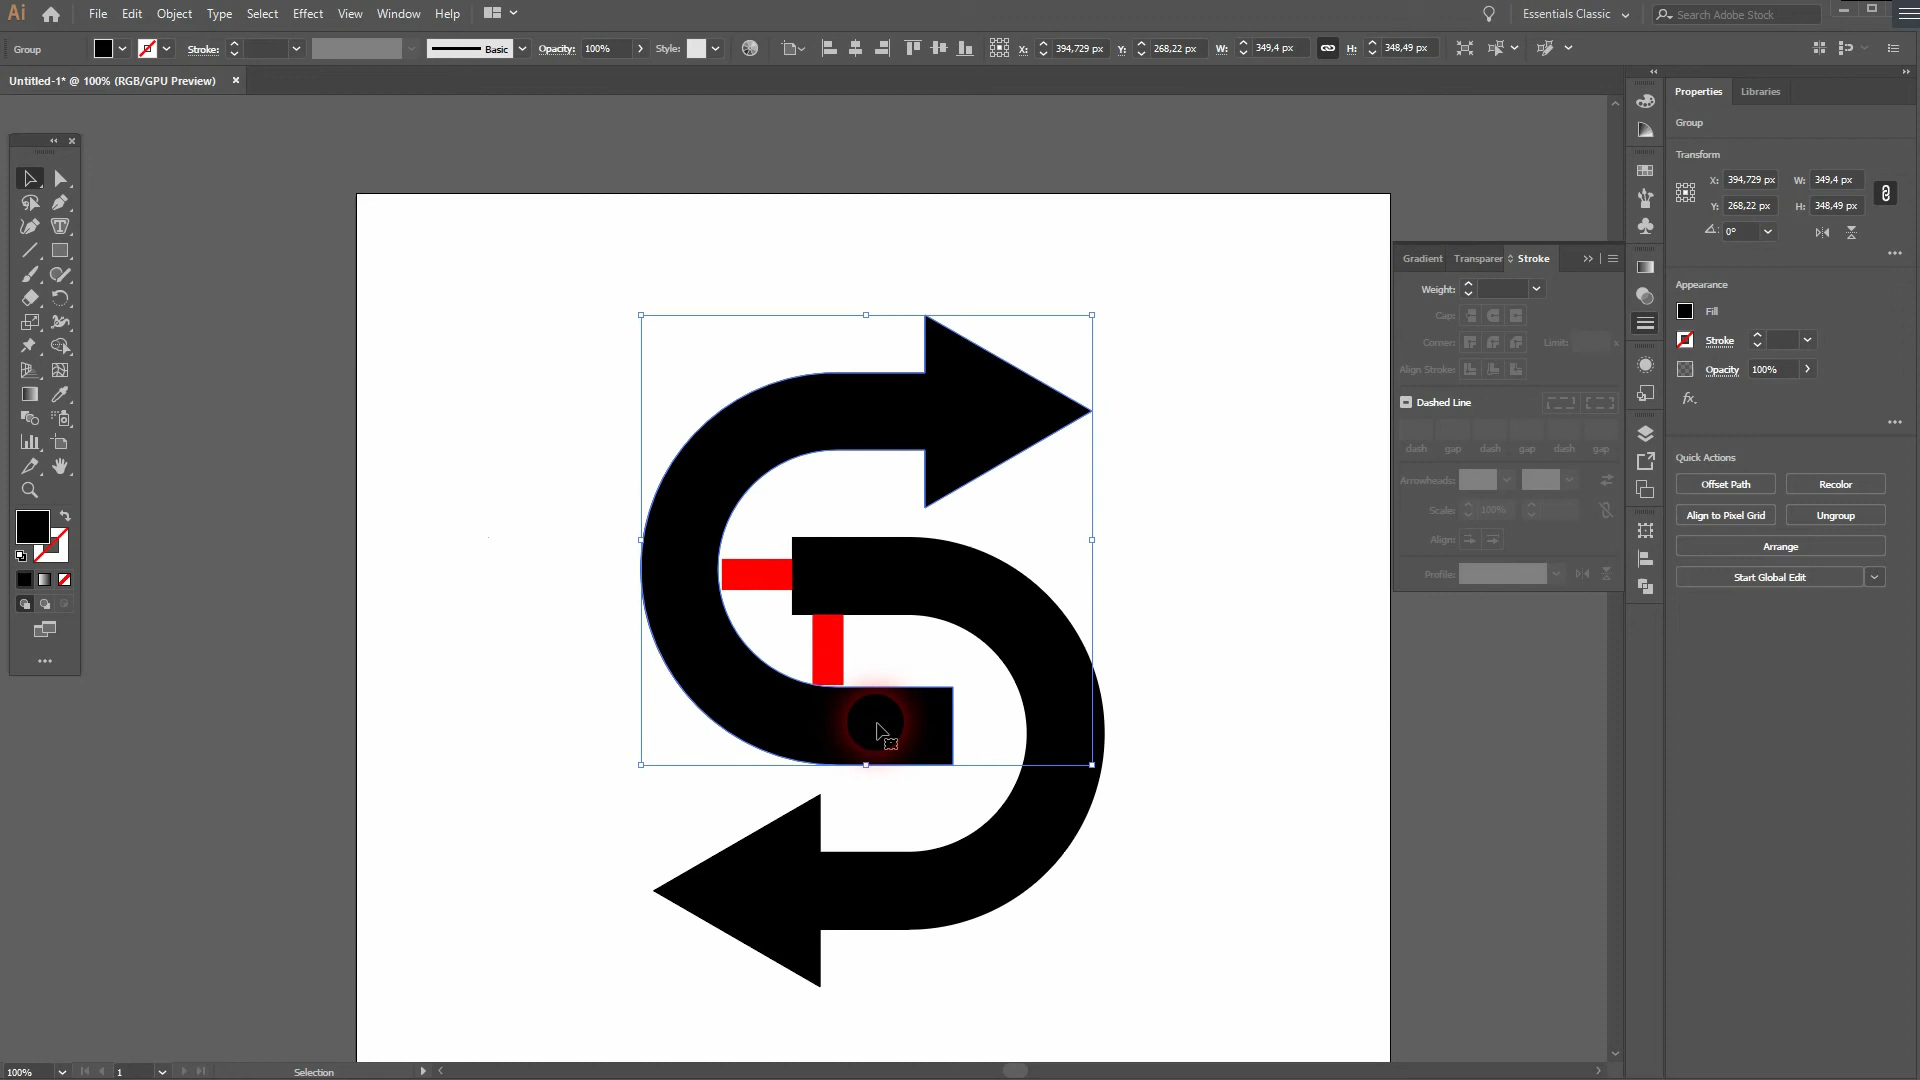 Ai File Edit Object Type Select Effect View Window Help Essentials Classic Search Adobe Stock
Group Stroke: Basic Opacity: 100% Style: X: 394,729 px Y: 268,22 px W: 349,4 px H: 348,49 px
Untitled-1* @ 100% (RGB/GPU Preview) ×
Properties Libraries
Group
Transform
X: 394,729 px W: 349,4 px
Y: 268,22 px H: 348,49 px
0°
Appearance
Fill
Stroke
Opacity 100%
fx.
Quick Actions
Offset Path Recolor
Align to Pixel Grid Ungroup
Arrange
Start Global Edit
Gradient Transparer Stroke
Weight:
Cap:
Corner: Limit: x
Align Stroke:
Dashed Line
dash gap dash gap dash gap
Arrowheads:
Scale: 100%
Align:
Profile:
100% 1 Selection